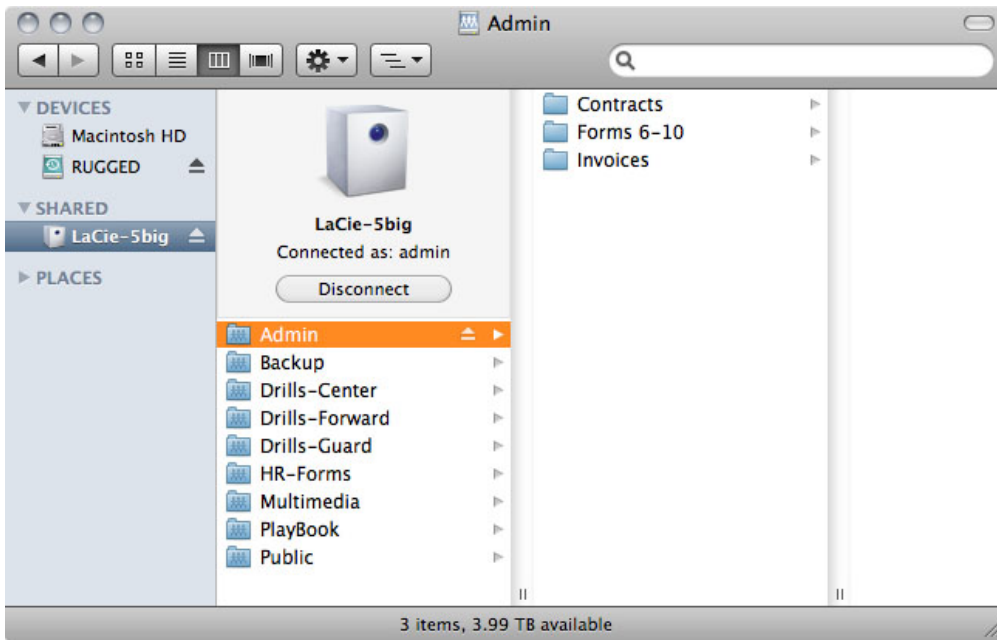 Admin
DEVICES
Macintosh HD
RUGGED
SHARED
LaCie-5big
PLACES
LaCie-5big
Connected as: admin
Disconnect
Admin
Backup
Drills-Center
Drills-Forward
Drills-Guard
HR-Forms
Multimedia
PlayBook
Public
Contracts
Forms 6-10
Invoices
3 items, 3.99 TB available